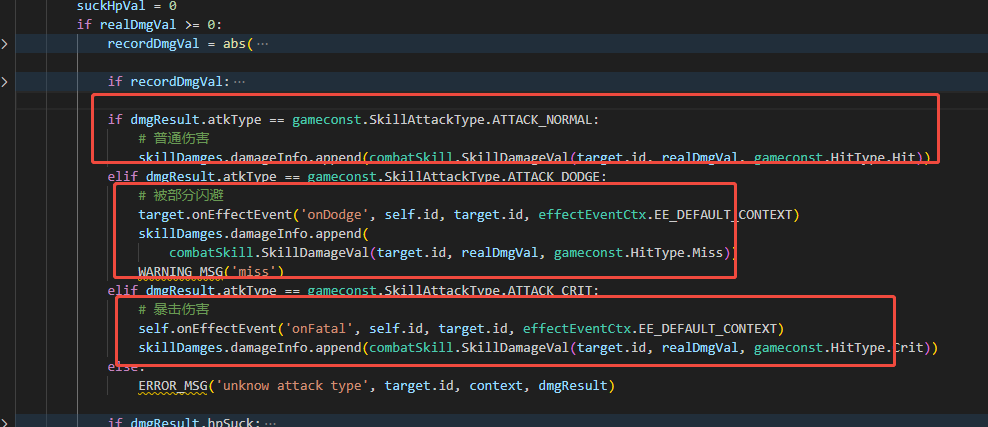 suckHpVal = 0
if realDmgVal >= 0:
recordDmgVal = abs(…
if recordDmgVal:…
if dmgResult.atkType == gameconst.SkillAttackType.ATTACK_NORMAL:
# 普通伤害
skillDamges.damageInfo.append(combatSkill.SkillDamageVal(target.id, realDmgVal, gameconst.HitType.Hit))
elif dmgResult.atkType == gameconst.SkillAttackType.ATTACK_DODGE:
# 被部分闪避
target.onEffectEvent('onDodge', self.id, target.id, effectEventCtx.EE_DEFAULT_CONTEXT)
skillDamges.damageInfo.append(
combatSkill.SkillDamageVal(target.id, realDmgVal, gameconst.HitType.Miss))
WARNING_MSG('miss')
elif dmgResult.atkType == gameconst.SkillAttackType.ATTACK_CRIT:
# 暴击伤害
self.onEffectEvent('onFatal', self.id, target.id, effectEventCtx.EE_DEFAULT_CONTEXT)
skillDamges.damageInfo.append(combatSkill.SkillDamageVal(target.id, realDmgVal, gameconst.HitType.Crit))
else:
ERROR_MSG('unknow attack type', target.id, context, dmgResult)
if dmgResult.hpSuck:…